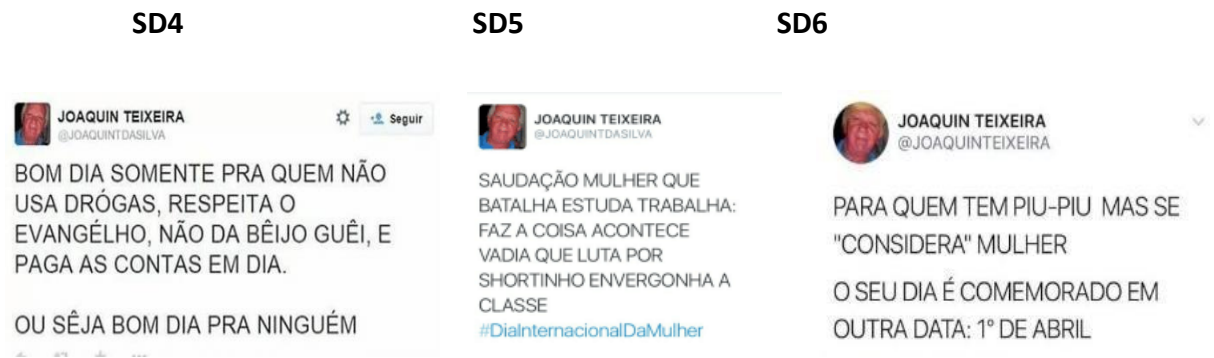 SD4 SD5 SD6
JOAQUIN TEIXEIRA
@JOAQUINTDASILVA
Seguir
BOM DIA SOMENTE PRA QUEM NÃO
USA DRÓGAS, RESPEITA O
EVANGÉLHO, NÃO DA BÊIJO GUÊI, E
PAGA AS CONTAS EM DIA.
OU SÊJA BOM DIA PRA NINGUÉM
JOAQUIN TEIXEIRA
@JOAQUINTDASILVA
SAUDAÇÃO MULHER QUE
BATALHA ESTUDA TRABALHA:
FAZ A COISA ACONTECE
VADIA QUE LUTA POR
SHORTINHO ENVERGONHA A
CLASSE
#DiaInternacionalDaMulher
JOAQUIN TEIXEIRA
@JOAQUINTEIXEIRA
PARA QUEM TEM PIU-PIU MAS SE
"CONSIDERA" MULHER
O SEU DIA É COMEMORADO EM
OUTRA DATA: 1° DE ABRIL